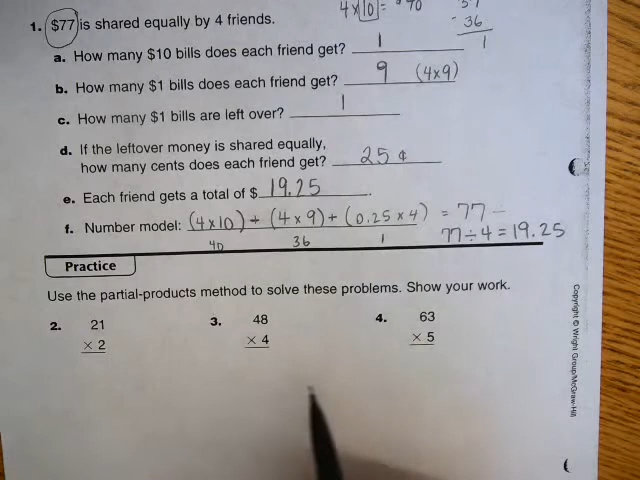 4 x 10 = $ 40
- 36
1
1. $77 is shared equally by 4 friends.
a. How many $10 bills does each friend get? 1
b. How many $1 bills does each friend get? 9 (4x9)
c. How many $1 bills are left over? 1
d. If the leftover money is shared equally,
how many cents does each friend get? 25 ¢
e. Each friend gets a total of $ 19.25.
f. Number model: (4 x 10) + (4 x 9) + (0.25 x 4) = 77
40 36 1 77 ÷ 4 = 19.25
Practice
Use the partial-products method to solve these problems. Show your work.
2. 21 3. 48 4. 63
× 2 × 4 × 5
Copyright © Wright Group/McGraw-Hill